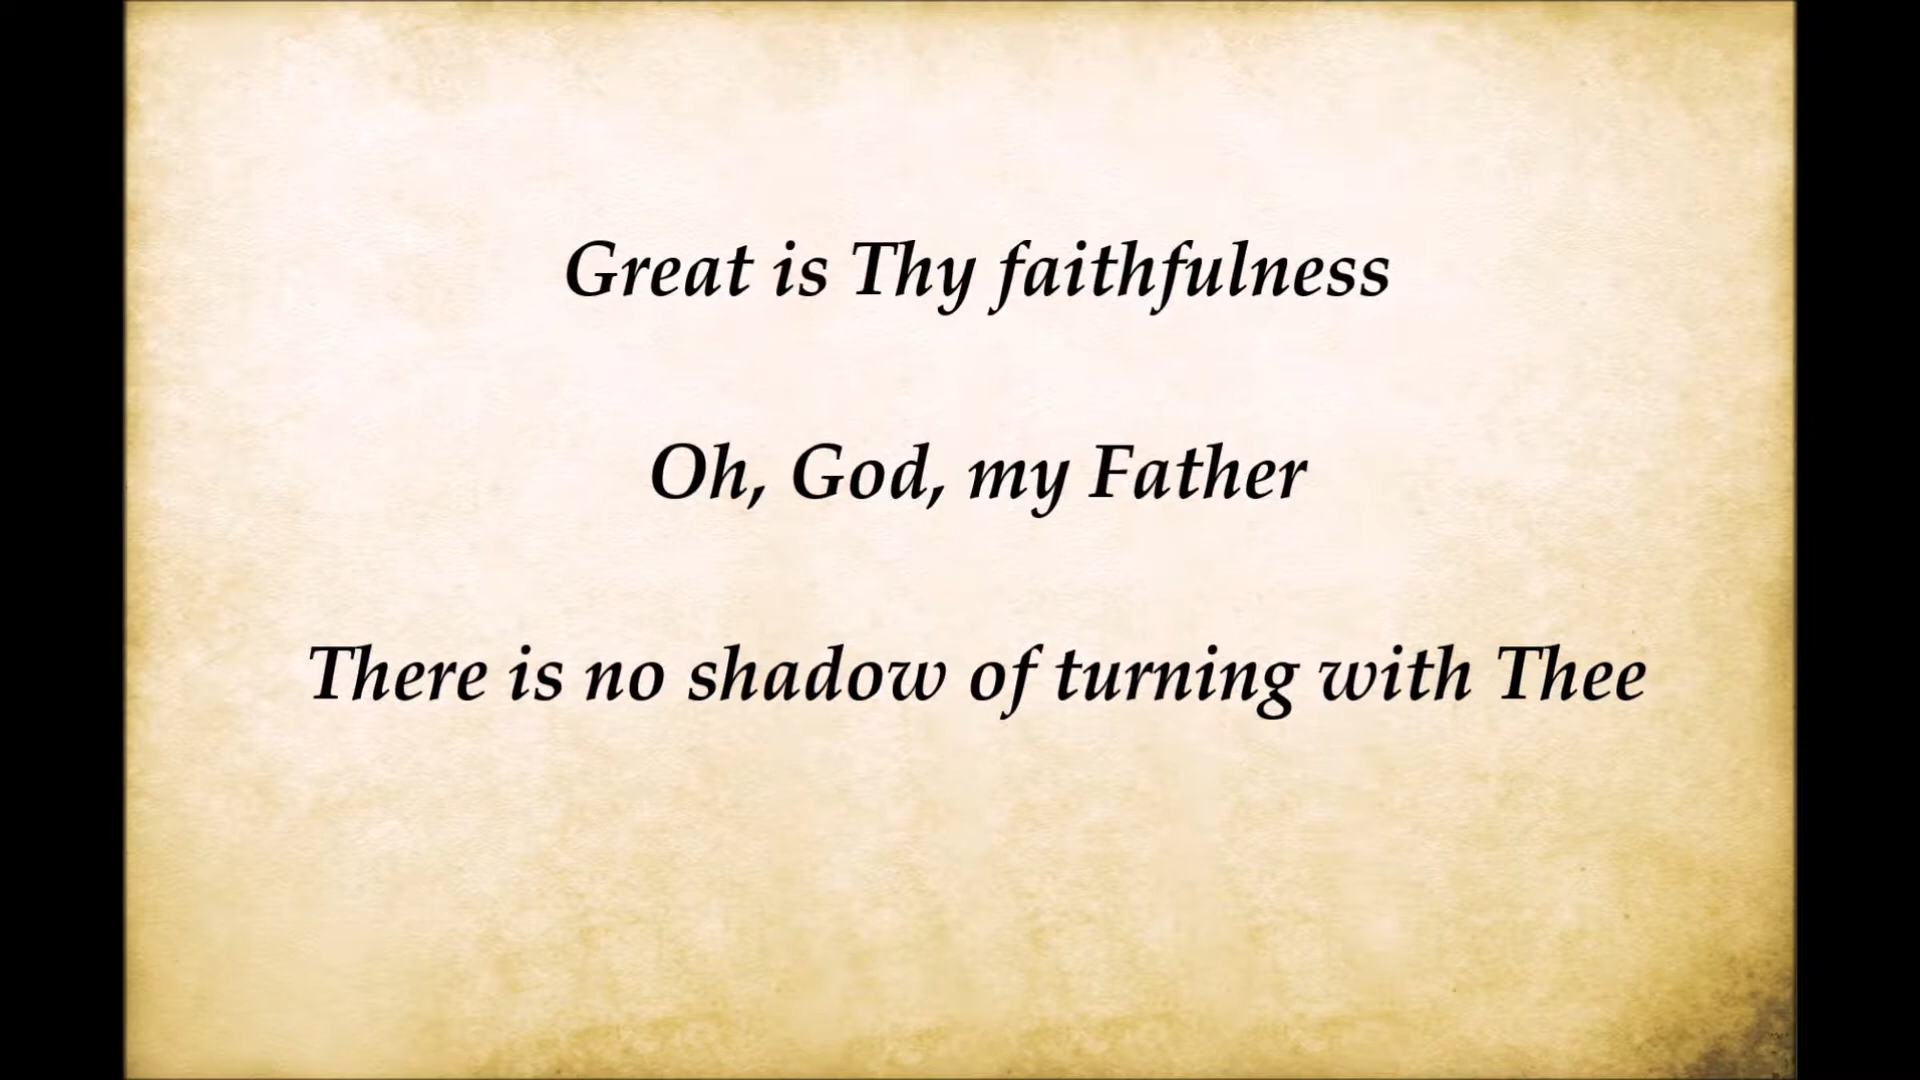 Great is Thy faithfulness
Oh, God, my Father
There is no shadow of turning with Thee